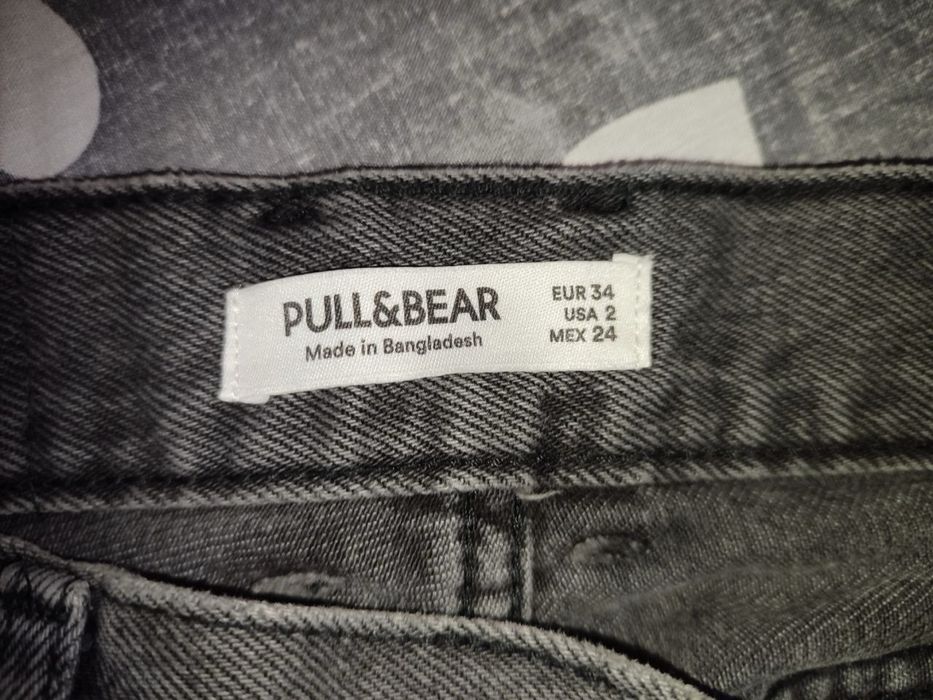 PULL&BEAR
Made in Bangladesh
EUR 34
USA 2
MEX 24